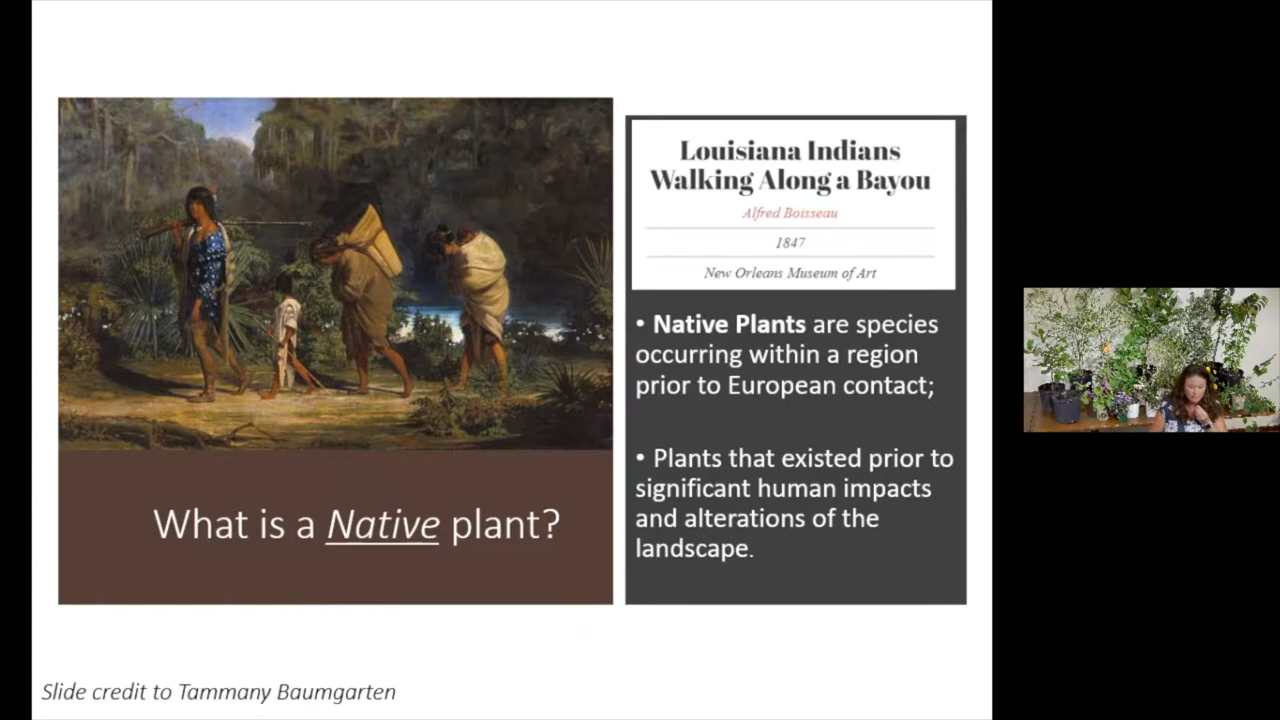 What is a Native plant?
Louisiana Indians
Walking Along a Bayou
Alfred Boisseau
1847
New Orleans Museum of Art
• Native Plants are species
occurring within a region
prior to European contact;
• Plants that existed prior to
significant human impacts
and alterations of the
landscape.
Slide credit to Tammany Baumgarten